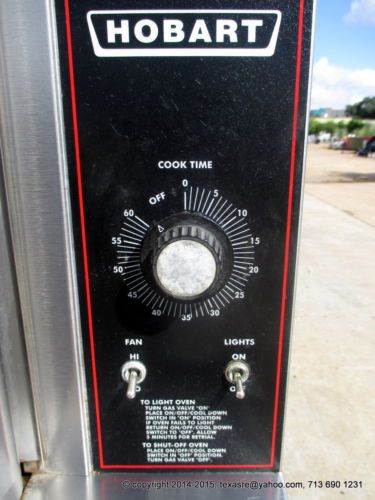 HOBART
COOK TIME
OFF 0 5 10 15 20 25 30 35 40 45 50 55 60
FAN LIGHTS
HI ON
TO LIGHT OVEN
TURN GAS VALVE "ON"
PLACE ON/OFF/COOL DOWN
SWITCH IN "ON" POSITION
IF OVEN FAILS TO LIGHT
RETURN ON/OFF/COOL DOWN
SWITCH TO "OFF". ALLOW
5 MINUTES FOR RETRIAL.
TO SHUT-OFF OVEN
PLACE ON/OFF/COOL DOWN
SWITCH IN "OFF" POSITION.
TURN GAS VALVE "OFF".
© copyright 2014-2015, texasre@yahoo.com, 713 690 1231